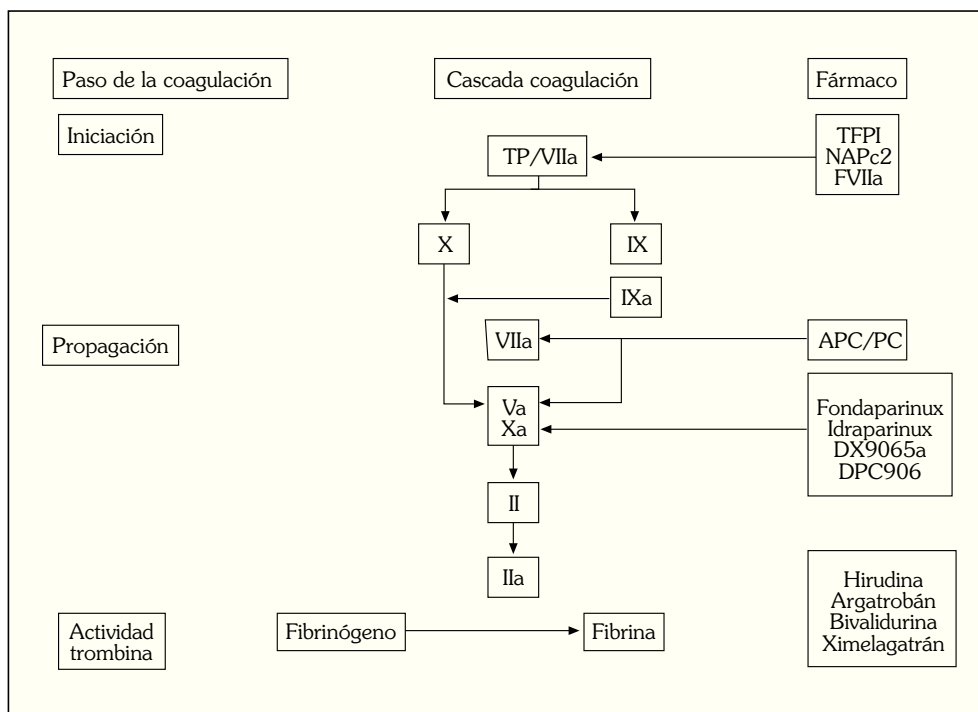 Paso de la coagulación
Cascada coagulación
Fármaco
Iniciación
TP/VIIa
TFPI
NAPc2
FVIIa
X
IX
IXa
Propagación
VIIa
APC/PC
Va
Xa
Fondaparinux
Idraparinux
DX9065a
DPC906
II
IIa
Hirudina
Argatrobán
Bivalidurina
Ximelagatrán
Actividad
trombina
Fibrinógeno
Fibrina